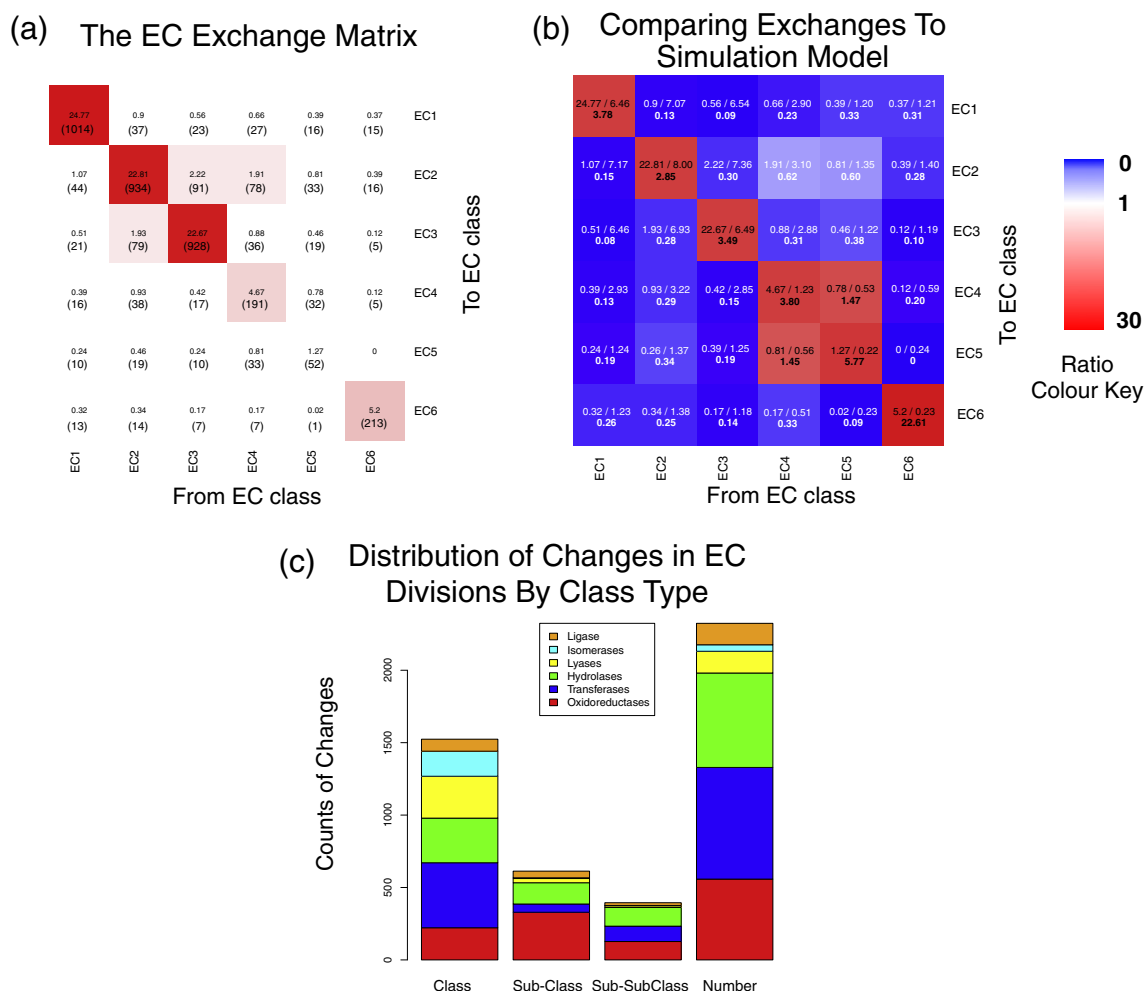 (a)
The EC Exchange Matrix
24.77 0.9 0.56 0.66 0.39 0.37 EC1
(1014) (37) (23) (27) (16) (15)
1.07 22.81 2.22 1.91 0.81 0.39 EC2
(44) (934) (91) (78) (33) (16)
0.51 1.93 22.67 0.88 0.46 0.12 EC3
(21) (79) (928) (36) (19) (5)
0.39 0.93 0.42 4.67 0.78 0.12 EC4
(16) (38) (17) (191) (32) (5)
0.24 0.46 0.24 0.81 1.27 0 EC5
(10) (19) (10) (33) (52)
0.32 0.34 0.17 0.17 0.02 5.2 EC6
(13) (14) (7) (7) (1) (213)
EC1 EC2 EC3 EC4 EC5 EC6
From EC class
To EC class
(b)
Comparing Exchanges To
Simulation Model
24.77 / 6.46 0.9 / 7.07 0.56 / 6.54 0.66 / 2.90 0.39 / 1.20 0.37 / 1.21 EC1
3.78 0.13 0.09 0.23 0.33 0.31
1.07 / 7.17 22.81 / 8.00 2.22 / 7.36 1.91 / 3.10 0.81 / 1.35 0.39 / 1.40 EC2
0.15 2.85 0.30 0.62 0.60 0.28
0.51 / 6.46 1.93 / 6.93 22.67 / 6.49 0.88 / 2.88 0.46 / 1.22 0.12 / 1.19 EC3
0.08 0.28 3.49 0.31 0.38 0.10
0.39 / 2.93 0.93 / 3.22 0.42 / 2.85 4.67 / 1.23 0.78 / 0.53 0.12 / 0.59 EC4
0.13 0.29 0.15 3.80 1.47 0.20
0.24 / 1.24 0.26 / 1.37 0.39 / 1.25 0.81 / 0.56 1.27 / 0.22 0 / 0.24 EC5
0.19 0.34 0.19 1.45 5.77 0
0.32 / 1.23 0.34 / 1.38 0.17 / 1.18 0.17 / 0.51 0.02 / 0.23 5.2 / 0.23 EC6
0.26 0.25 0.14 0.33 0.09 22.61
EC1 EC2 EC3 EC4 EC5 EC6
From EC class
To EC class
0
1
30
Ratio
Colour Key
(c)
Distribution of Changes in EC
Divisions By Class Type
Ligase
Isomerases
Lyases
Hydrolases
Transferases
Oxidoreductases
Counts of Changes
2000
1500
1000
500
0
Class Sub-Class Sub-SubClass Number